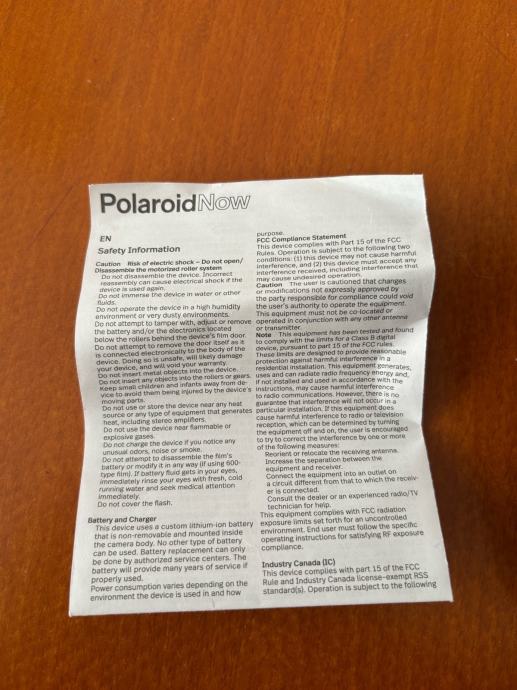 PolaroidNow
EN
Safety Information
Caution Risk of electric shock – Do not open/
Disassemble the motorized roller system
Do not disassemble the device. Incorrect
reassembly can cause electrical shock if the
device is used again.
Do not immerse the device in water or other
fluids.
Do not operate the device in a high humidity
environment or very dusty environments.
Do not attempt to tamper with, adjust or remove
the battery and/or the electronics located
below the rollers behind the device's film door.
Do not attempt to remove the door itself as it
is connected electronically to the body of the
device. Doing so is unsafe, will likely damage
your device, and will void your warranty.
Do not insert metal objects into the device.
Do not insert any objects into the rollers or gears.
Keep small children and infants away from de-
vice to avoid them being injured by the device's
moving parts.
Do not use or store the device near any heat
source or any type of equipment that generates
heat, including stereo amplifiers.
Do not use the device near flammable or
explosive gases.
Do not charge the device if you notice any
unusual odors, noise or smoke.
Do not attempt to disassemble the film's
battery or modify it in any way (if using 600-
type film). If battery fluid gets in your eyes,
immediately rinse your eyes with fresh, cold
running water and seek medical attention
immediately.
Do not cover the flash.
Battery and Charger
This device uses a custom lithium-ion battery
that is non-removable and mounted inside
the camera body. No other type of battery
can be used. Battery replacement can only
be done by authorized service centers. The
battery will provide many years of service if
properly used.
Power consumption varies depending on the
environment the device is used in and how
purpose.
FCC Compliance Statement
This device complies with Part 15 of the FCC
Rules. Operation is subject to the following two
conditions: (1) this device may not cause harmful
interference, and (2) this device must accept any
interference received, including interference that
may cause undesired operation.
Caution The user is cautioned that changes
or modifications not expressly approved by
the party responsible for compliance could void
the user's authority to operate the equipment.
This equipment must not be co-located or
operated in conjunction with any other antenna
or transmitter.
Note This equipment has been tested and found
to comply with the limits for a Class B digital
device, pursuant to part 15 of the FCC rules.
These limits are designed to provide reasonable
protection against harmful interference in a
residential installation. This equipment generates,
uses and can radiate radio frequency energy and,
if not installed and used in accordance with the
instructions, may cause harmful interference
to radio communications. However, there is no
guarantee that interference will not occur in a
particular installation. If this equipment does
cause harmful interference to radio or television
reception, which can be determined by turning
the equipment off and on, the user is encouraged
to try to correct the interference by one or more
of the following measures:
Reorient or relocate the receiving antenna.
Increase the separation between the
equipment and receiver.
Connect the equipment into an outlet on
a circuit different from that to which the receiv-
er is connected.
Consult the dealer or an experienced radio/TV
technician for help.
This equipment complies with FCC radiation
exposure limits set forth for an uncontrolled
environment. End user must follow the specific
operating instructions for satisfying RF exposure
compliance.
Industry Canada (IC)
This device complies with part 15 of the FCC
Rule and Industry Canada license-exempt RSS
standard(s). Operation is subject to the following